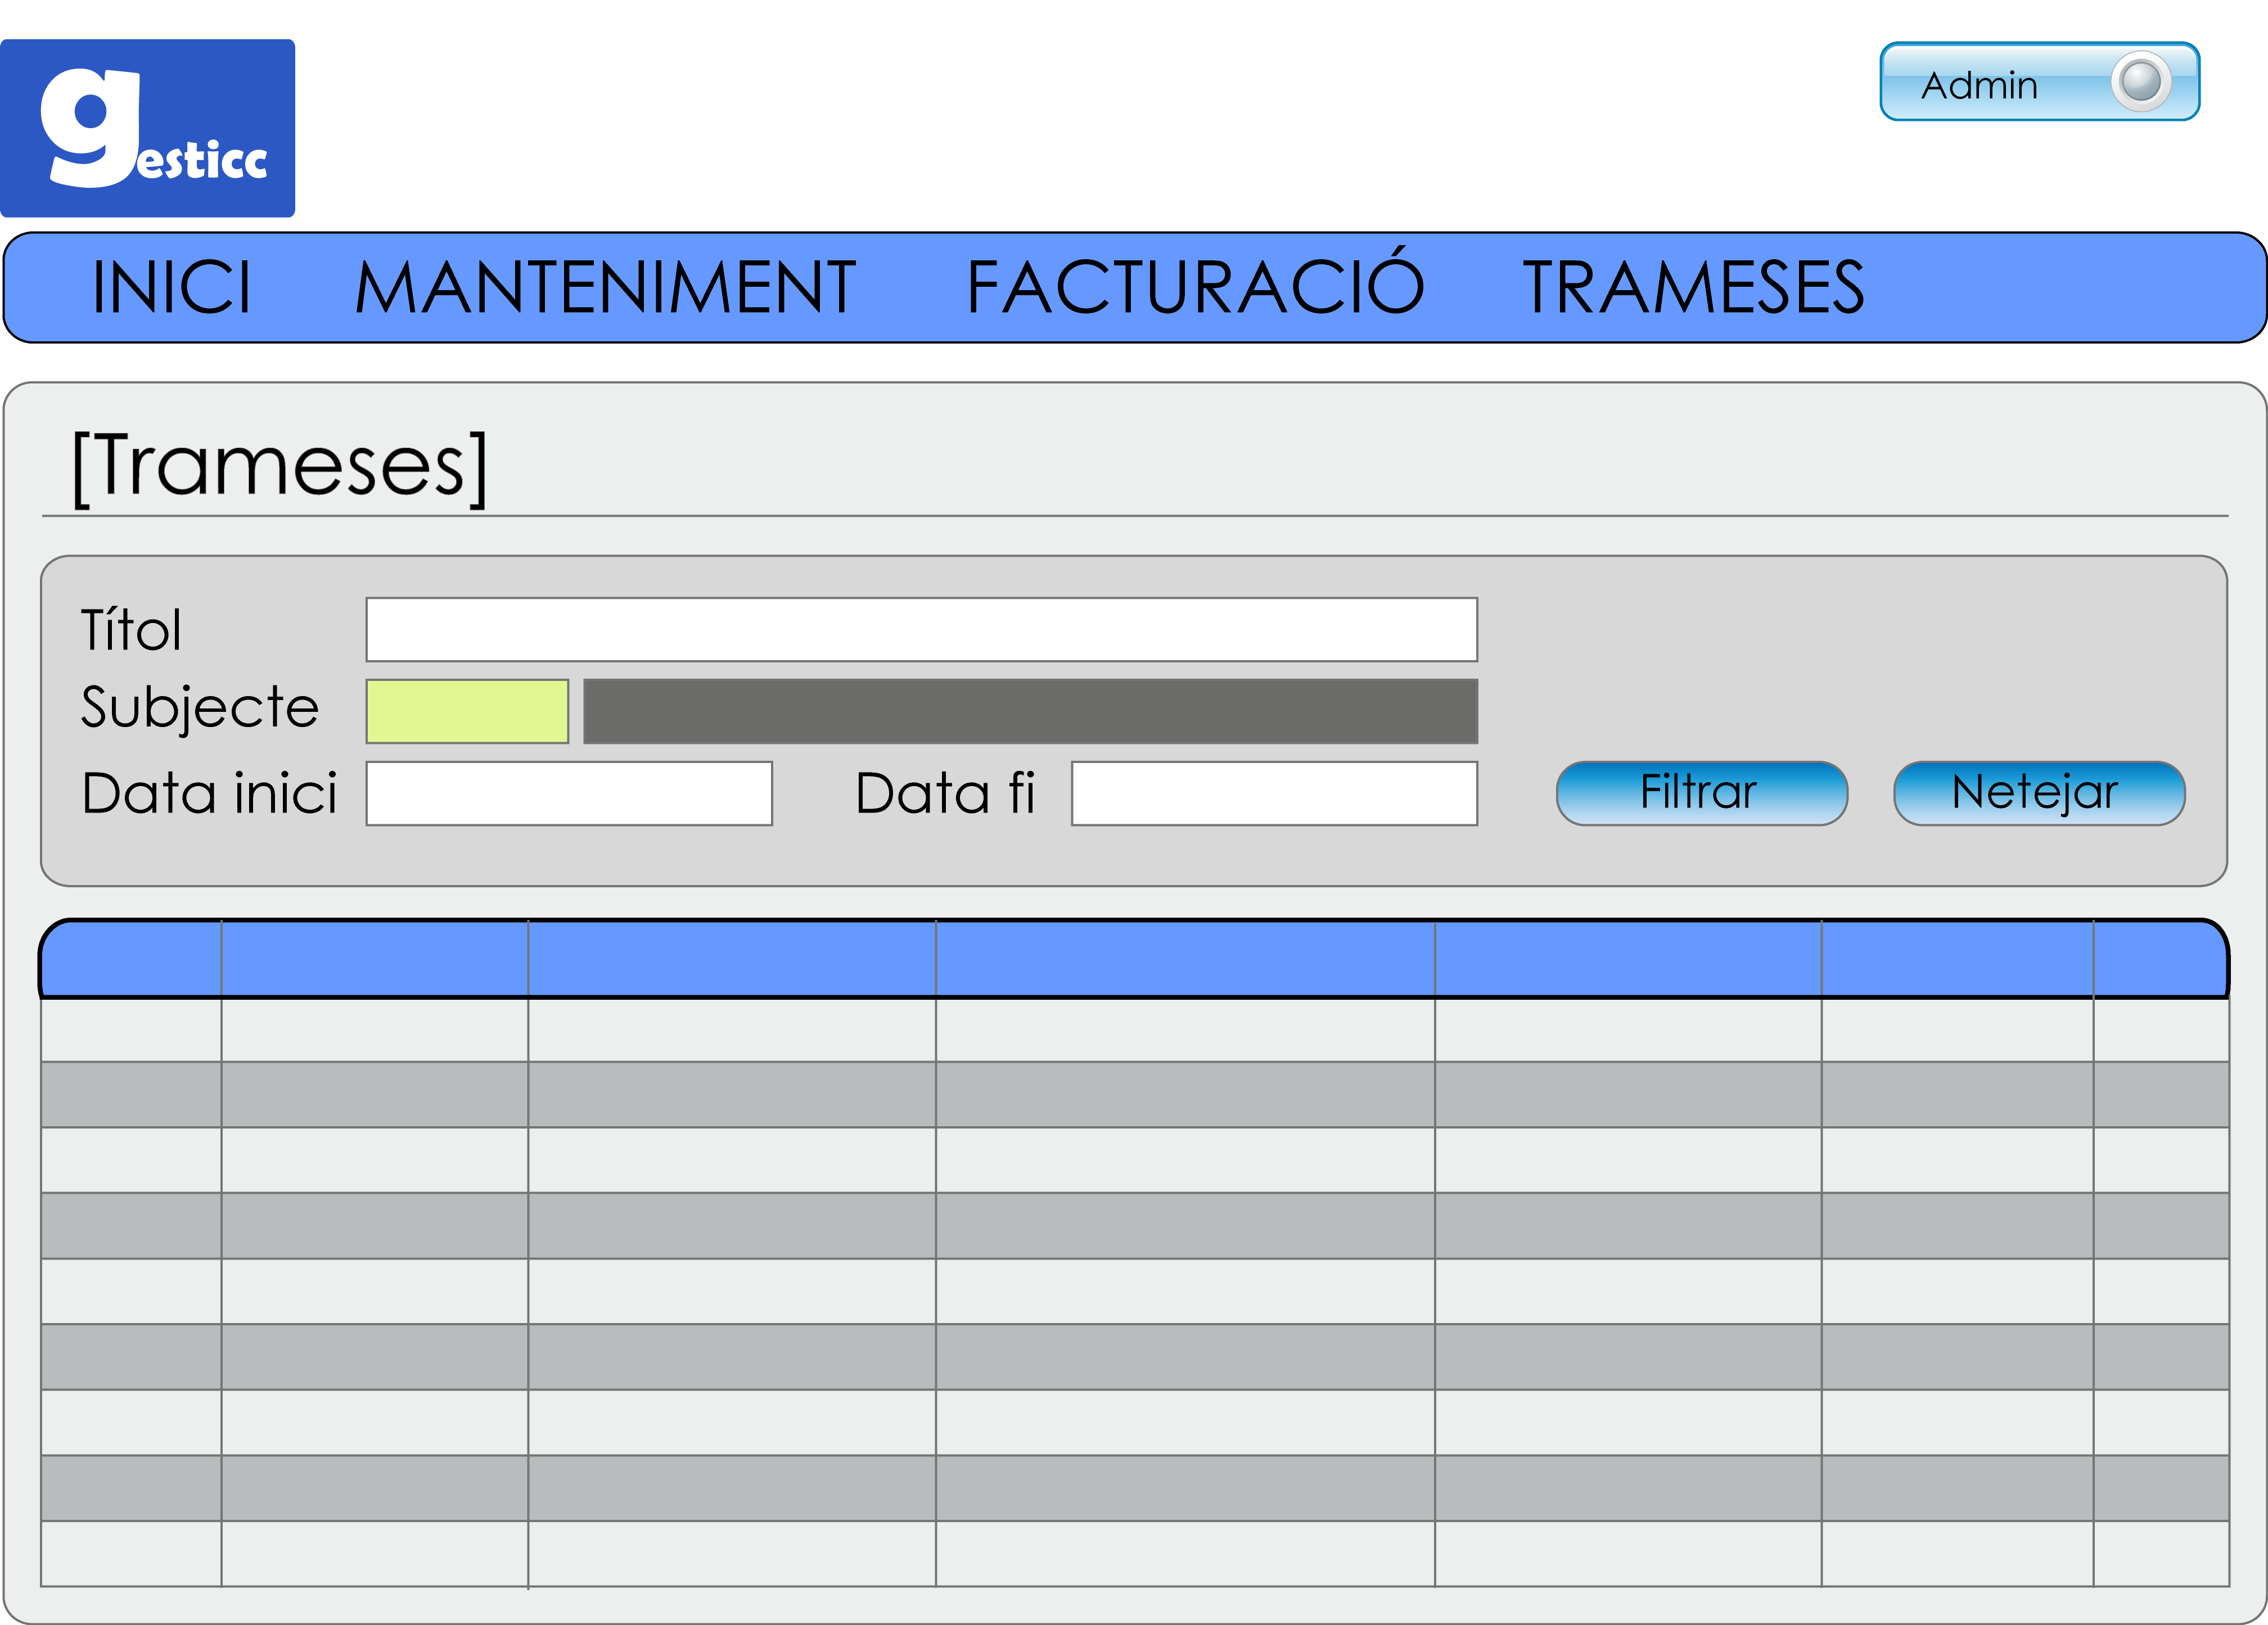 gesticc
Admin
INICI MANTENIMENT FACTURACIÓ TRAMESES
[Trameses]
Títol
Subjecte
Data inici Data fi Filtrar Netejar